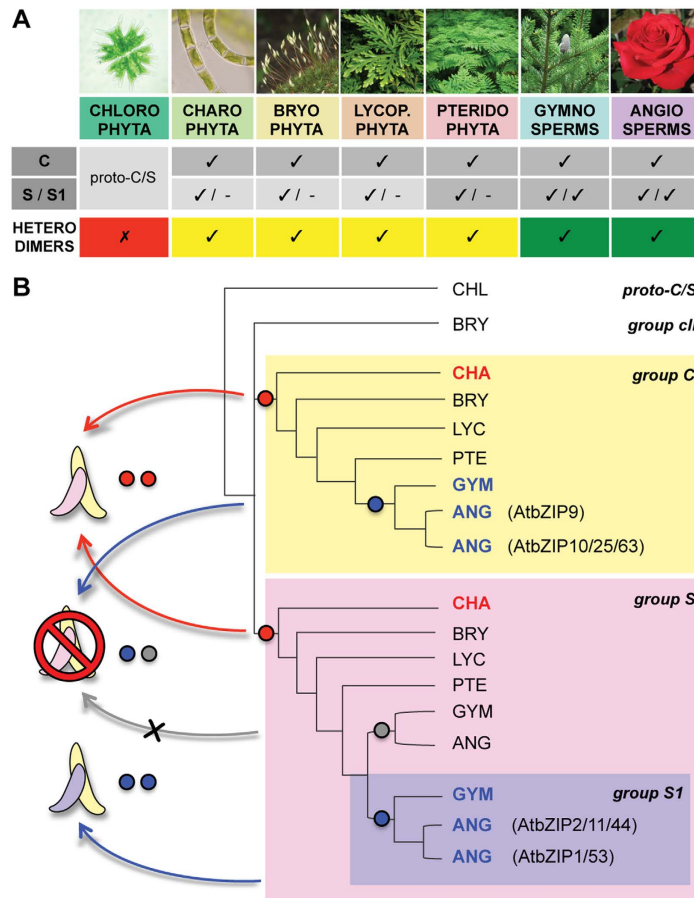 A
CHLORO PHYTA
CHARO PHYTA
BRYO PHYTA
LYCOP. PHYTA
PTERIDO PHYTA
GYMNO SPERMS
ANGIO SPERMS
C ✓ ✓ ✓ ✓ ✓ ✓
proto-C/S
S / S1 ✓/ - ✓/ - ✓/ - ✓/ - ✓/✓ ✓/✓
HETERO DIMERS ✗ ✓ ✓ ✓ ✓ ✓ ✓
B
CHL proto-C/S
BRY
CHA group C
BRY
LYC
PTE
GYM
ANG (AtbZIP9)
ANG (AtbZIP10/25/63)
CHA group S
BRY
LYC
PTE
GYM
ANG
GYM group S1
ANG (AtbZIP2/11/44)
ANG (AtbZIP1/53)